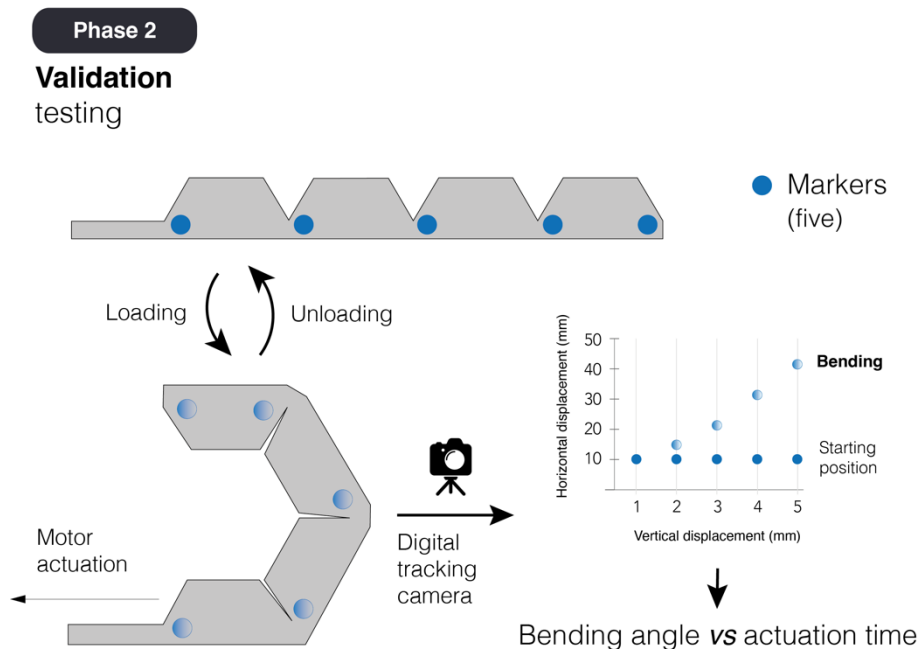 Phase 2
Validation
testing
Markers
(five)
Loading
Unloading
Motor
actuation
Digital
tracking
camera
Horizontal displacement (mm)
50
40
30
20
10
Bending
Starting
position
1 2 3 4 5
Vertical displacement (mm)
Bending angle vs actuation time